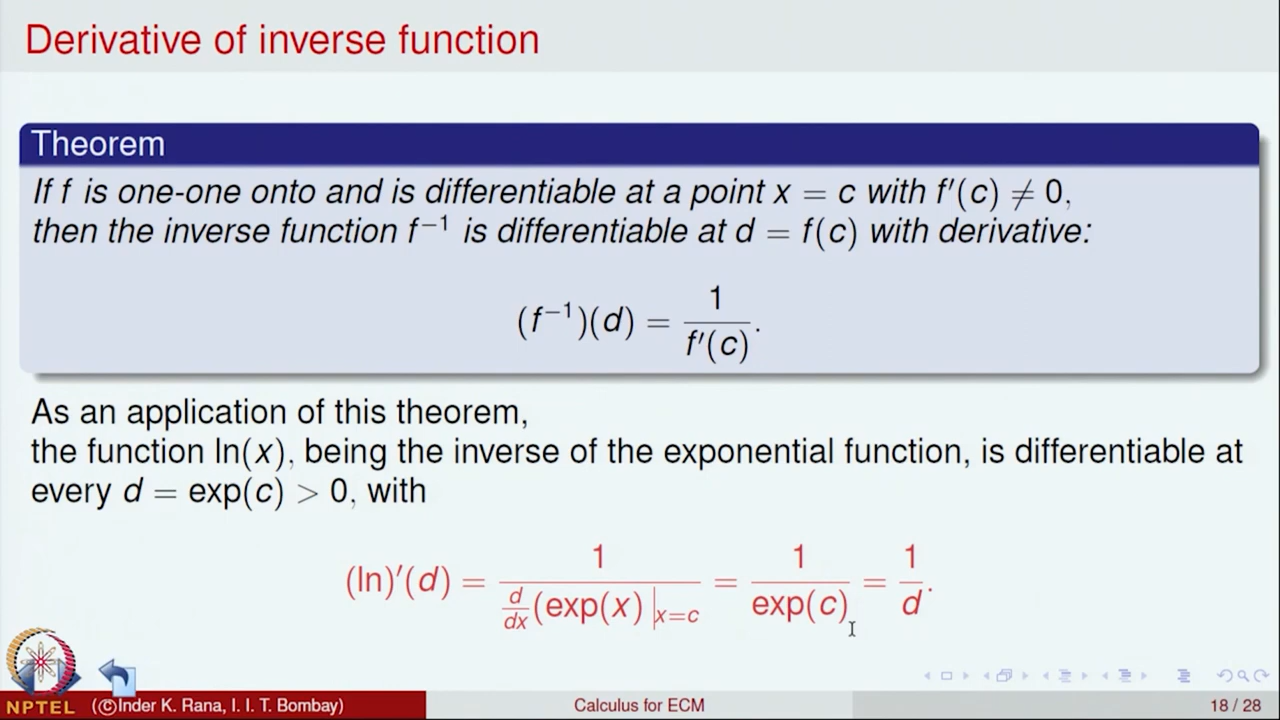 Derivative of inverse function
Theorem
If f is one-one onto and is differentiable at a point x = c with f′(c) ≠ 0,
then the inverse function f⁻¹ is differentiable at d = f(c) with derivative:
(f⁻¹)(d) = 1 / f′(c).
As an application of this theorem,
the function ln(x), being the inverse of the exponential function, is differentiable at
every d = exp(c) > 0, with
(ln)′(d) = 1 / (d/dx (exp(x) |x=c) = 1 / exp(c) = 1 / d.
NPTEL
(©Inder K. Rana, I. I. T. Bombay)
Calculus for ECM
18 / 28